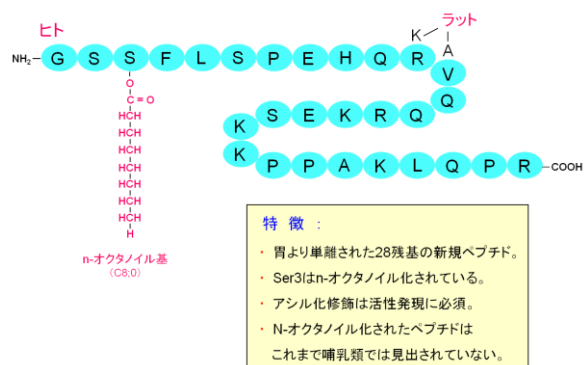 ヒト
ラット
K A
NH₂ G S S F L S P E H Q R V
Q
K S E K R Q
K P P A K L Q P R COOH
O
C = O
HCH
HCH
HCH
HCH
HCH
HCH
HCH
H
n-オクタノイル基
(C8;0)
特 徴 :
・ 胃より単離された28残基の新規ペプチド。
・ Ser3はn-オクタノイル化されている。
・ アシル化修飾は活性発現に必須。
・ N-オクタノイル化されたペプチドは
これまで哺乳類では見出されていない。